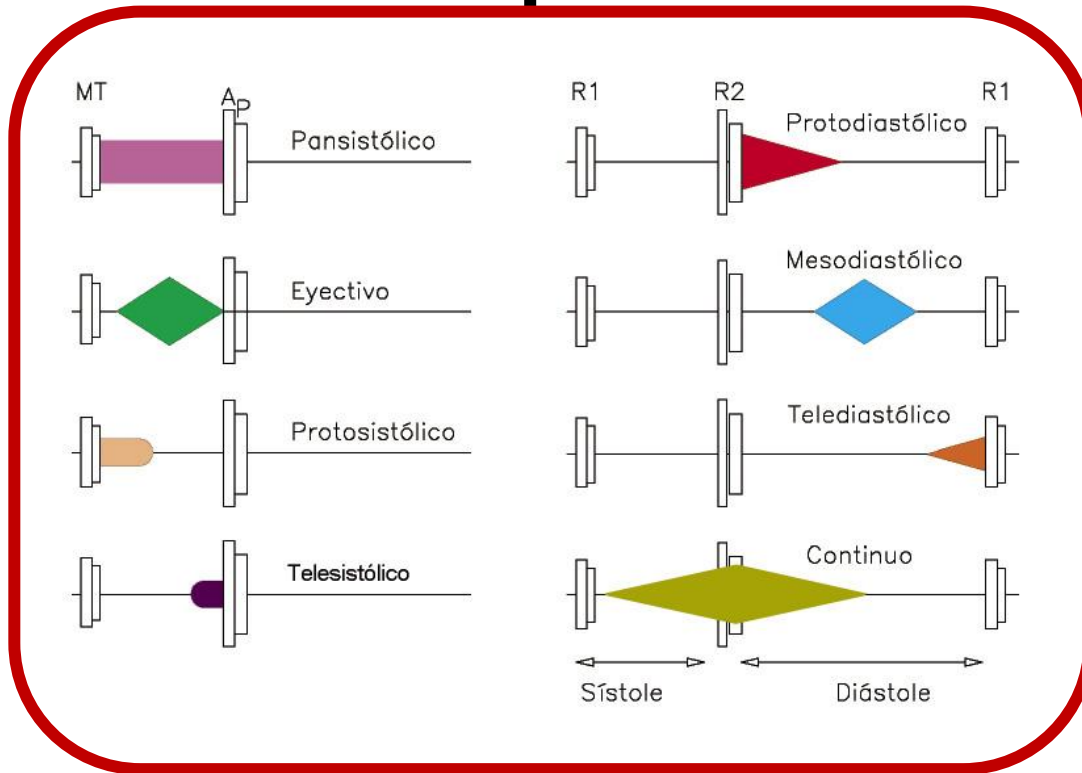 MT
A
P
Pansistólico
Eyectivo
Protosistólico
Telesistólico
R1
R2
R1
Protodiastólico
Mesodiastólico
Telediastólico
Continuo
Sístole
Diástole